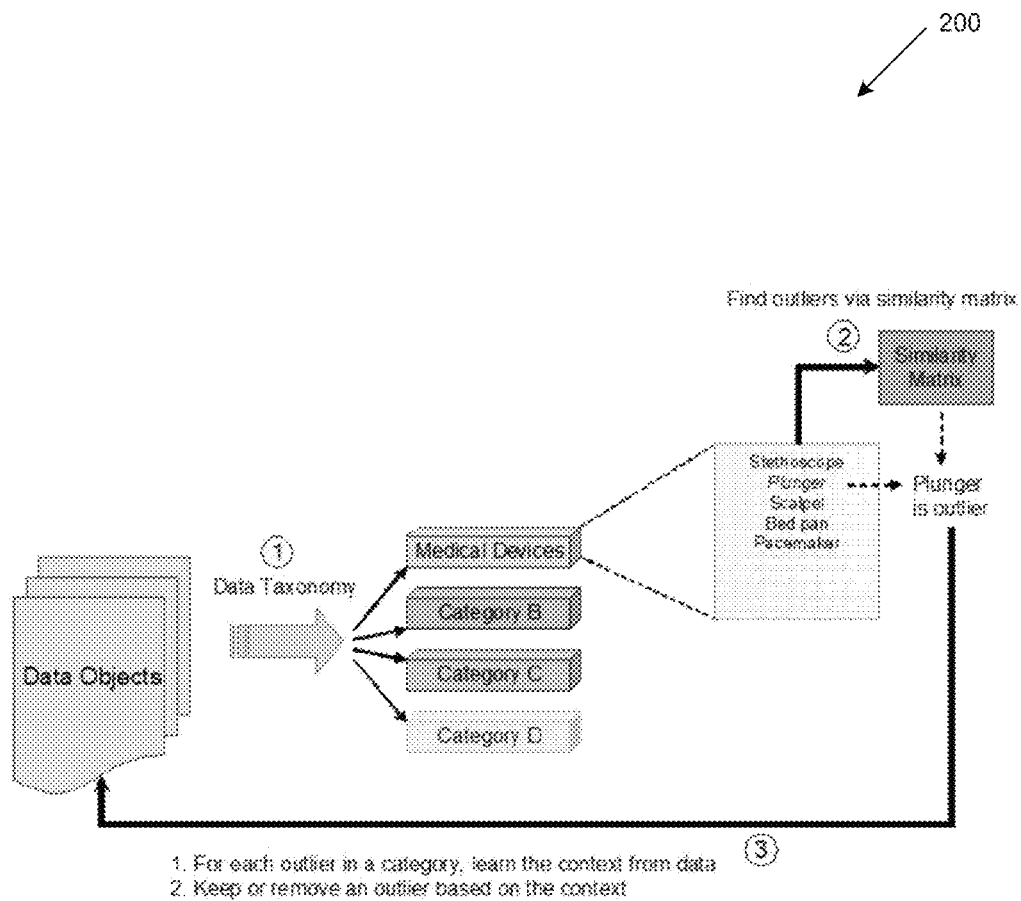 200
Find outliers via similarity matrix
2
Similarity
Matrix
Stethoscope
Plunger
Scalpel
Bed pan
Pacemaker
Plunger
is outlier
1
Data Taxonomy
Medical Devices
Category B
Category C
Category D
Data Objects
3
1. For each outlier in a category, learn the context from data
2. Keep or remove an outlier based on the context